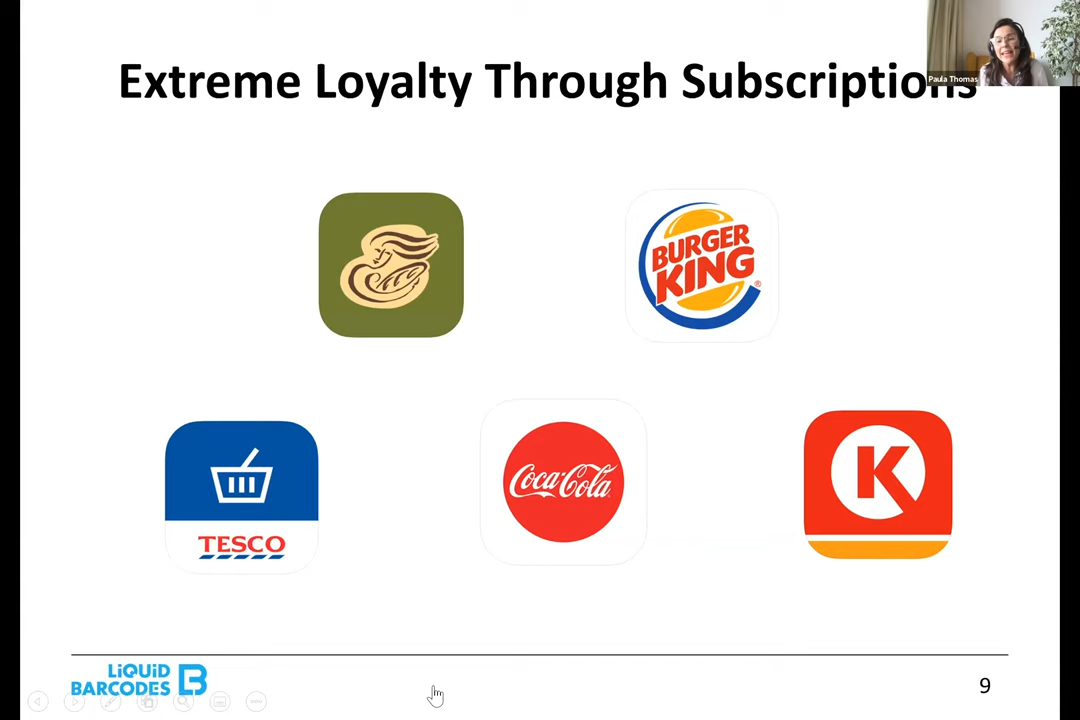 Extreme Loyalty Through Subscriptions
Paula Thomas
BURGER
KING
®
TESCO
Coca-Cola
K
LiQUiD
BARCODES
9